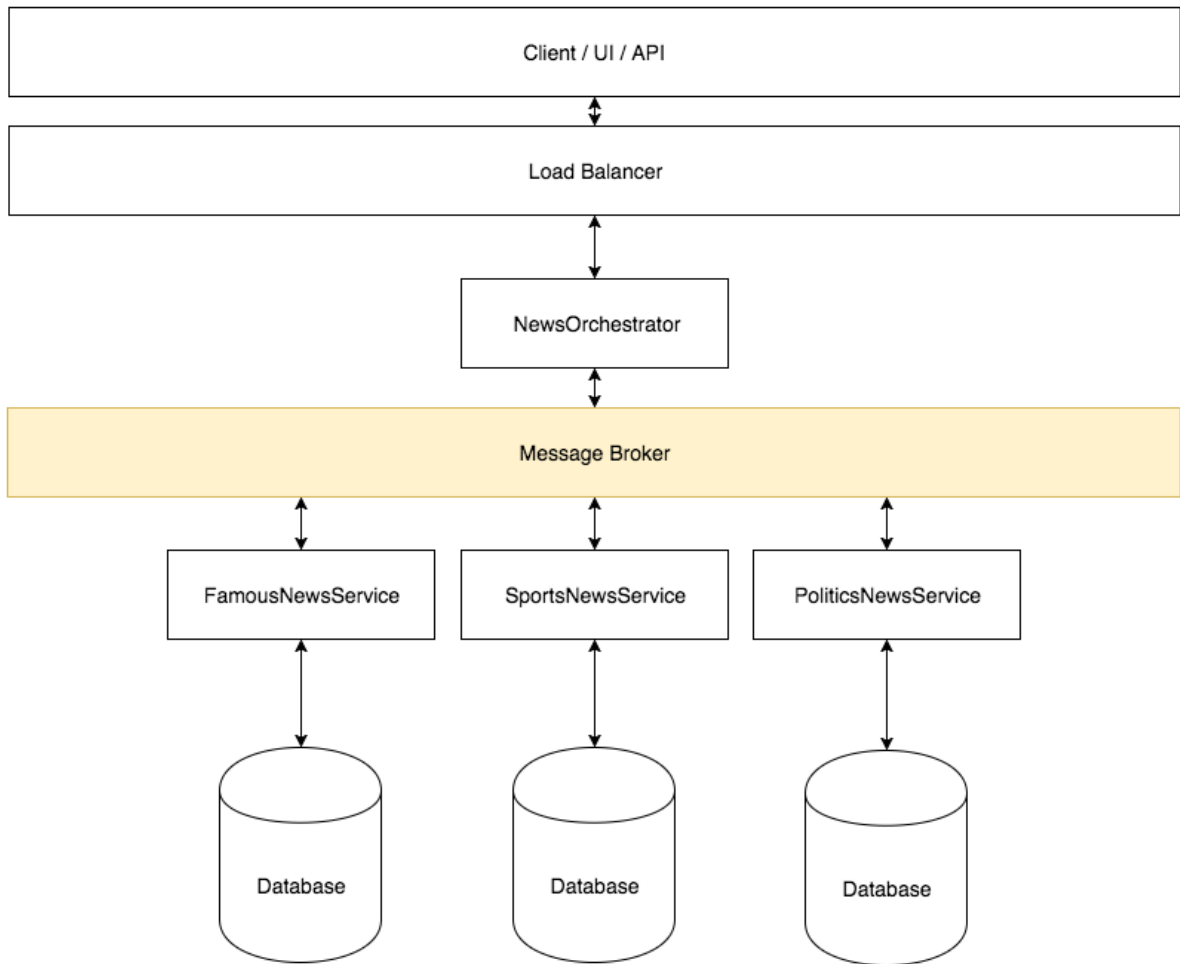 Client / UI / API
Load Balancer
NewsOrchestrator
Message Broker
FamousNewsService
SportsNewsService
PoliticsNewsService
Database
Database
Database